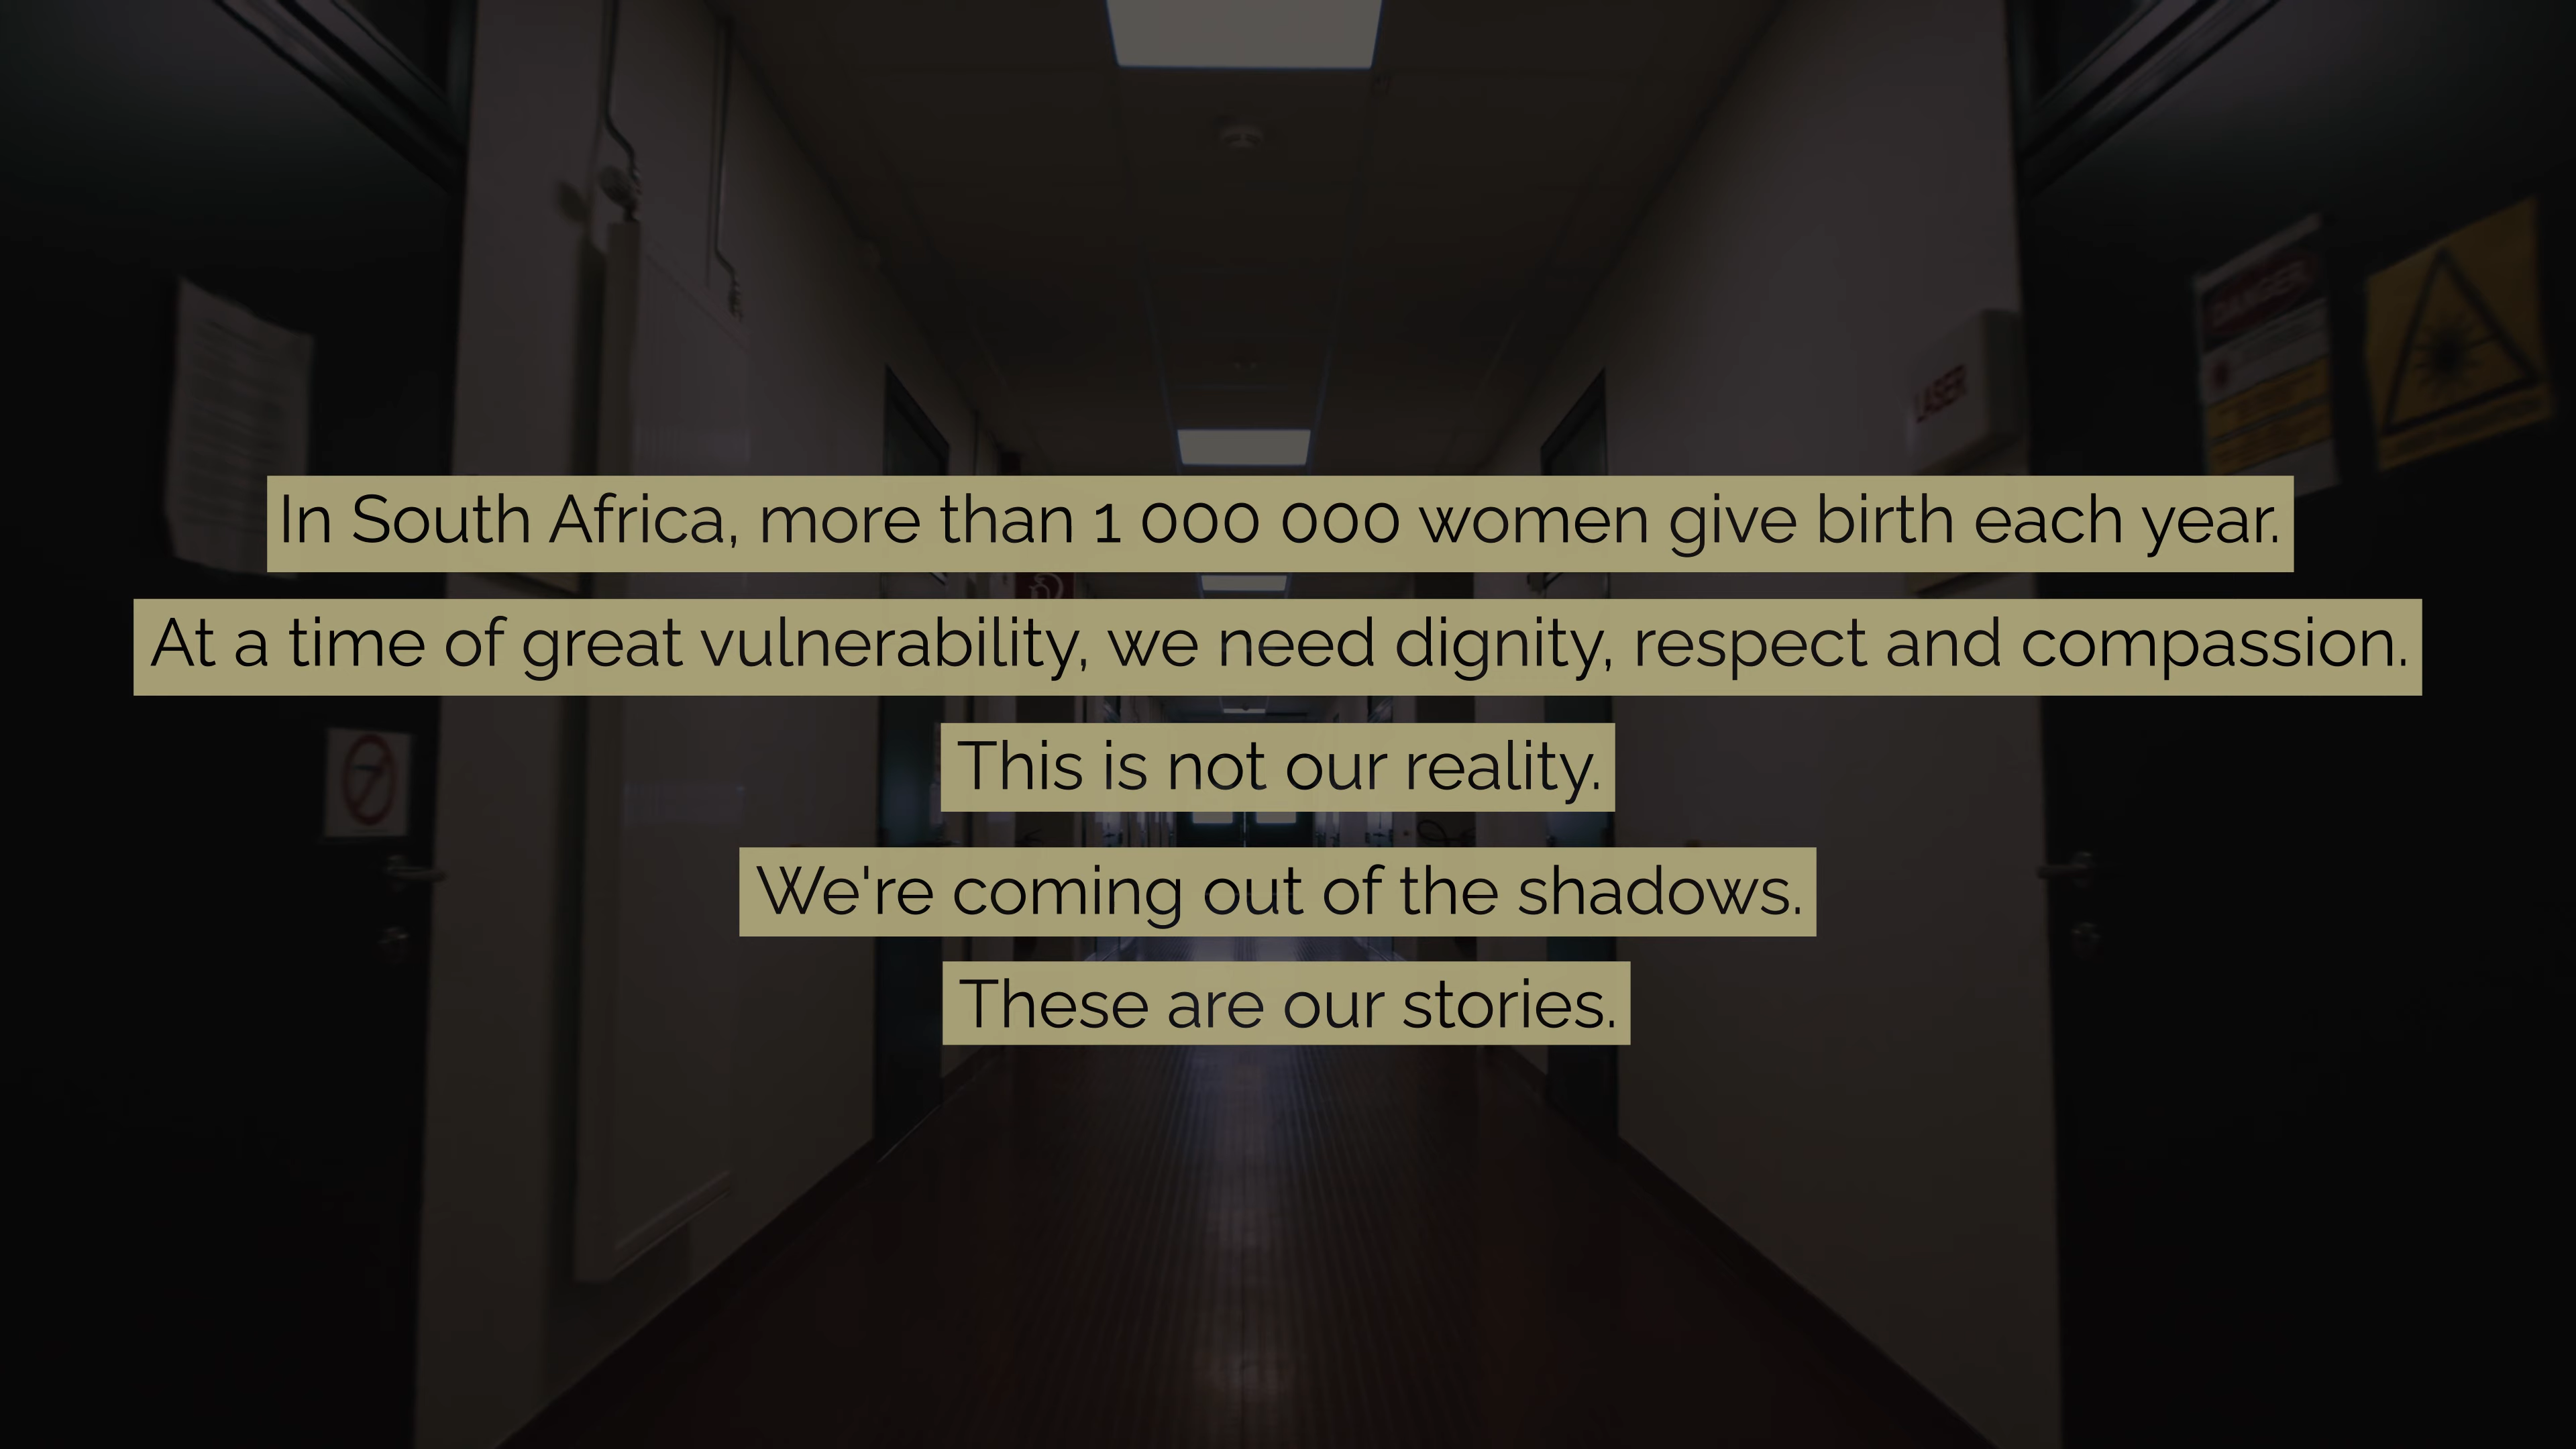 In South Africa, more than 1 000 000 women give birth each year.
At a time of great vulnerability, we need dignity, respect and compassion.
This is not our reality.
We're coming out of the shadows.
These are our stories.
DANGER
LASER